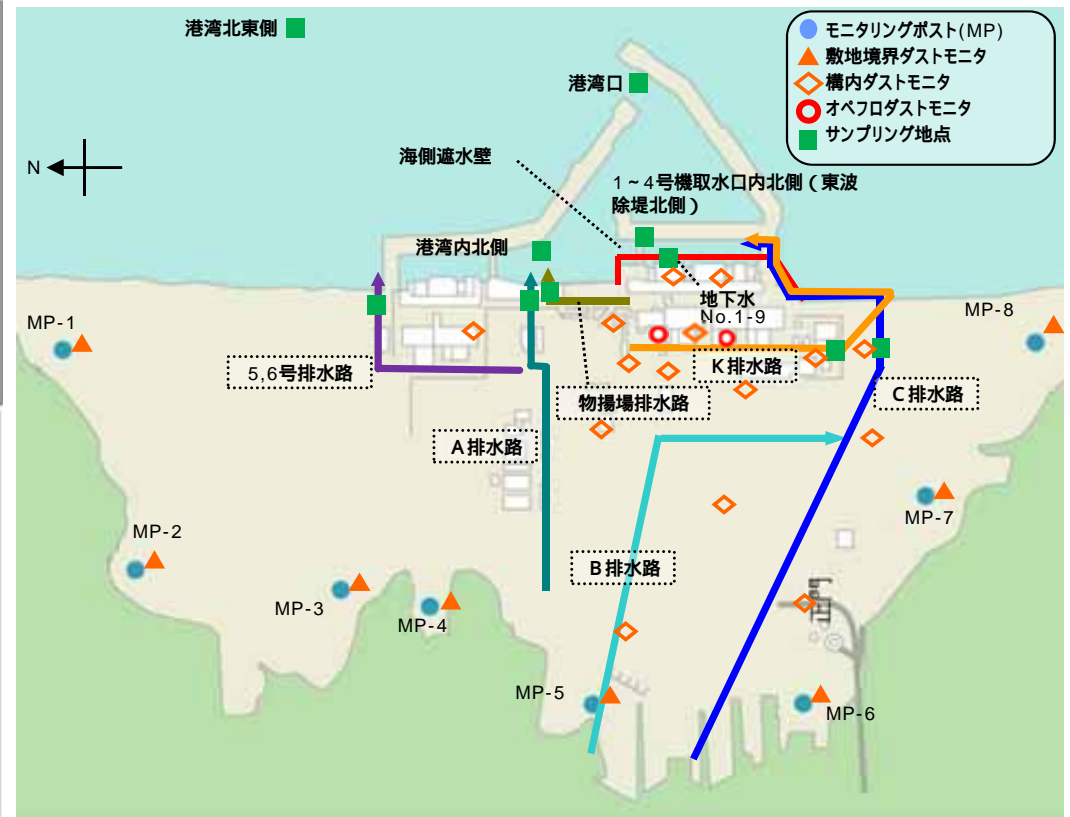 港湾北東側
モニタリングポスト(MP)
敷地境界ダストモニタ
構内ダストモニタ
オペフロダストモニタ
サンプリング地点
港湾口
海側遮水壁
N
1~4号機取水口内北側(東波
除堤北側)
港湾内北側
地下水
No.1-9
MP-1
MP-8
5,6号排水路
K排水路
物揚場排水路
C排水路
A排水路
MP-7
MP-2
B排水路
MP-3
正門
MP-4
MP-5
MP-6